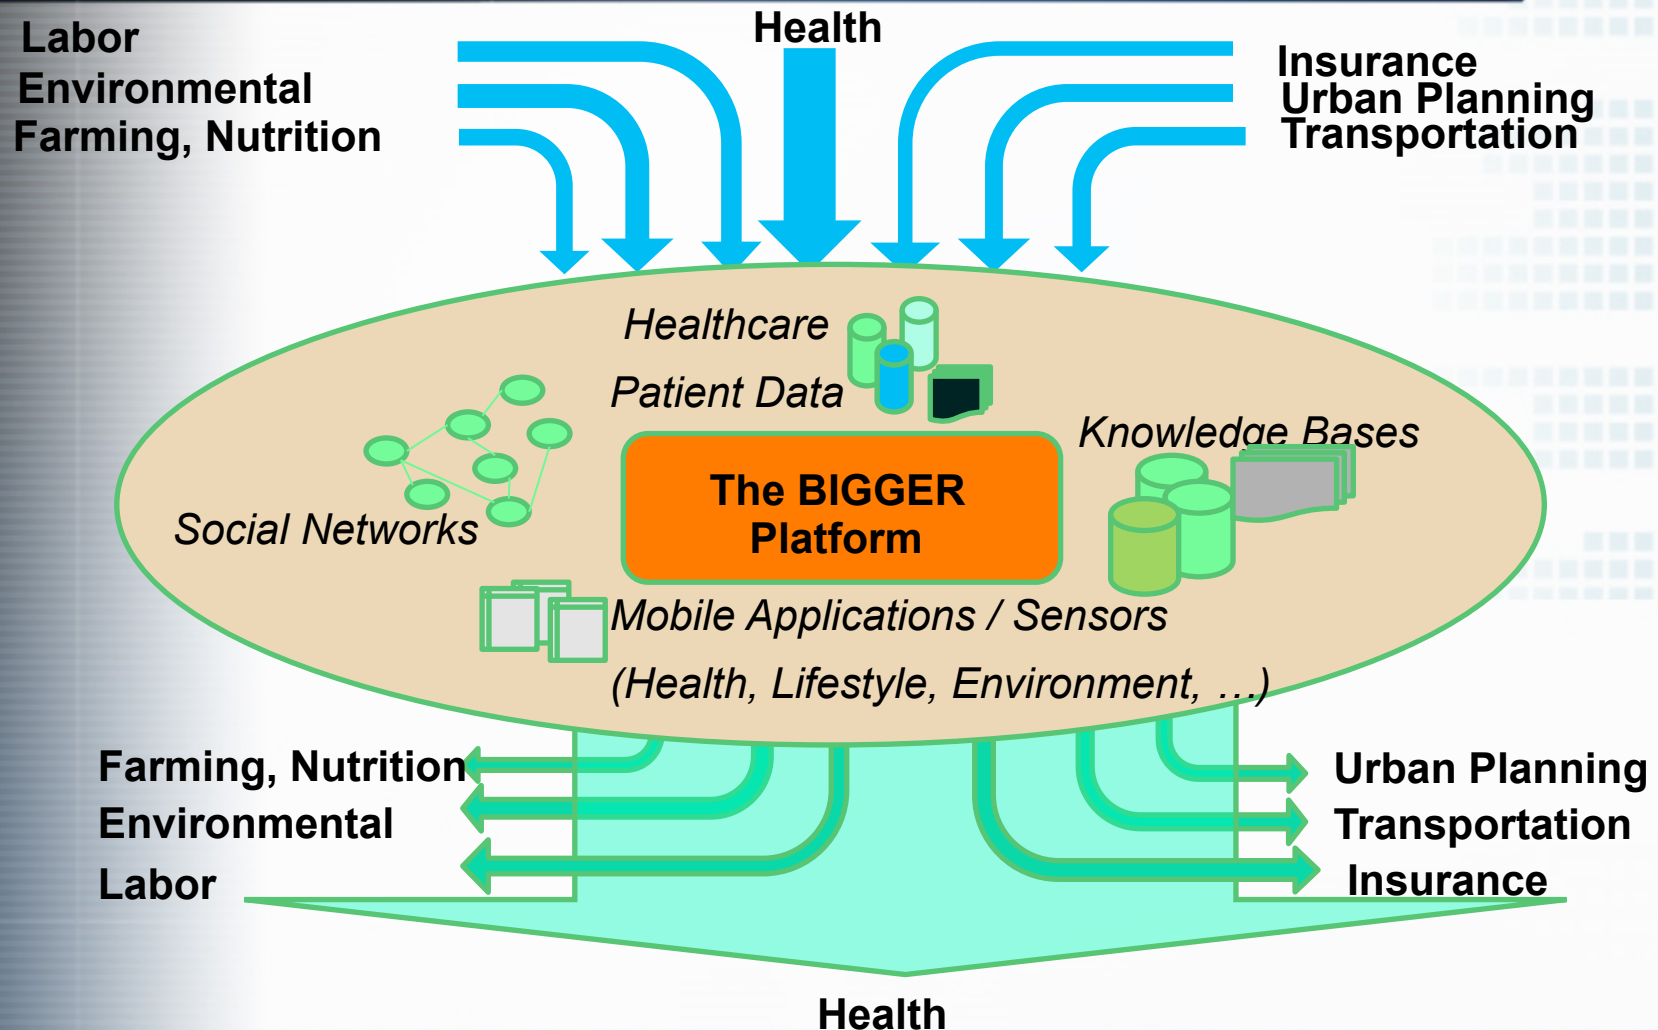 Labor
Environmental
Farming, Nutrition
Health
Insurance
Urban Planning
Transportation
Healthcare
Patient Data
Knowledge Bases
Social Networks
The BIGGER
Platform
Mobile Applications / Sensors
(Health, Lifestyle, Environment, …)
Farming, Nutrition
Environmental
Labor
Urban Planning
Transportation
Insurance
Health